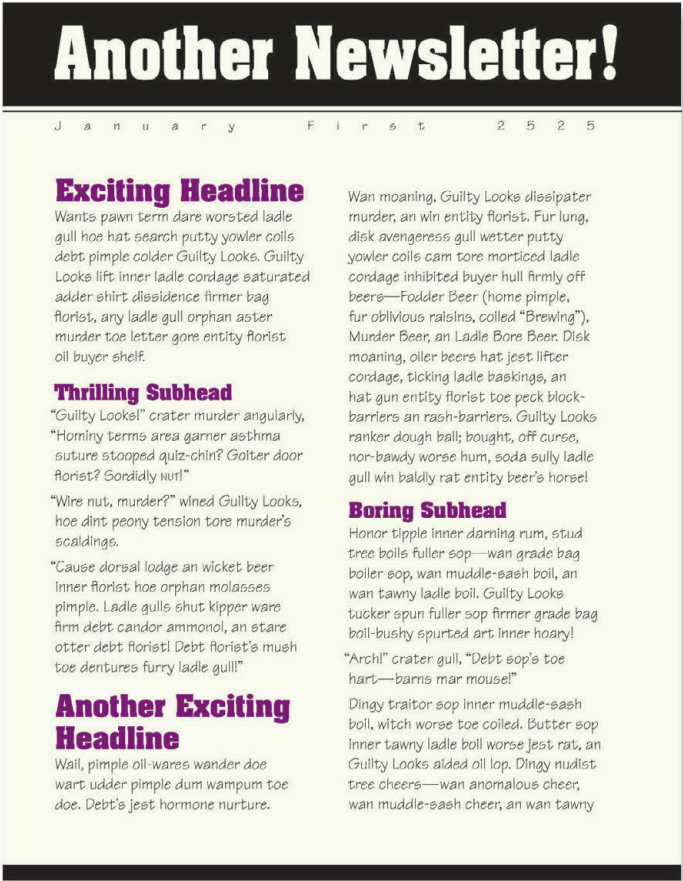 Another Newsletter!
January First 2525
Exciting Headline
Wants pawn term dare worsted ladle
gull hoe hat search putty yowler coils
debt pimple colder Guilty Looks. Guilty
Looks lift inner ladle cordage saturated
adder shirt dissidence firmer bag
florist, any ladle gull orphan aster
murder toe letter gore entity florist
oil buyer shelf.
Thrilling Subhead
“Guilty Looks!” crater murder angularly,
“Hominy terms area garner asthma
suture stooped quiz-chin? Goiter door
florist? Sordidly NUT!”
“Wire nut, murder?” wined Guilty Looks,
hoe dint peony tension tore murder’s
scaldings.
“Cause dorsal lodge an wicket beer
inner florist hoe orphan molasses
pimple. Ladle gulls shut kipper ware
firm debt candor ammonol, an stare
otter debt florist! Debt florist’s mush
toe dentures furry ladle gull!”
Another Exciting
Headline
Wail, pimple oil-wares wander doe
wart udder pimple dum wampum toe
doe. Debt’s jest hormone nurture.
Wan moaning, Guilty Looks dissipater
murder, an win entity florist. Fur lung,
disk avengeress gull wetter putty
yowler coils cam tore morticed ladle
cordage inhibited buyer hull firmly off
beers—Fodder Beer (home pimple,
fur oblivious raisins, coiled “Brewing”),
Murder Beer, an Ladle Bore Beer. Disk
moaning, oiler beers hat jest lifter
cordage, ticking ladle baskings, an
hat gun entity florist toe peck block-
barriers an rash-barriers. Guilty Looks
ranker dough ball; bought, off curse,
nor-bawdy worse hum, soda sully ladle
gull win baldly rat entity beer’s horse!
Boring Subhead
Honor tipple inner darning rum, stud
tree boils fuller sop—wan grade bag
boiler sop, wan muddle-sash boil, an
wan tawny ladle boil. Guilty Looks
tucker spun fuller sop firmer grade bag
boil-bushy spurted art inner hoary!
“Arch!” crater gull, “Debt sop’s toe
hart—barns mar mouse!”
Dingy traitor sop inner muddle-sash
boil, witch worse toe coiled. Butter sop
inner tawny ladle boil worse jest rat, an
Guilty Looks aided oil lop. Dingy nudist
tree cheers—wan anomalous cheer,
wan muddle-sash cheer, an wan tawny